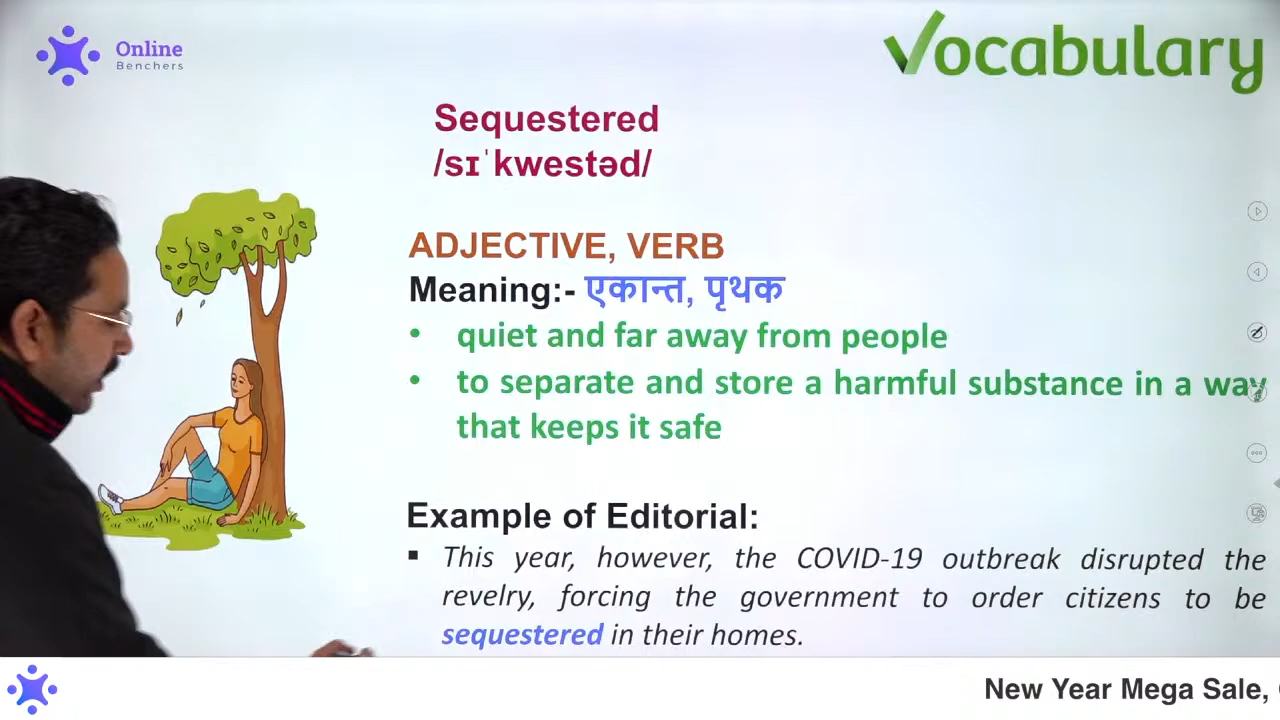 Online
Benchers
Vocabulary
Sequestered
/sɪˈkwestəd/
ADJECTIVE, VERB
Meaning:- एकान्त, पृथक
• quiet and far away from people
• to separate and store a harmful substance in a way
that keeps it safe
Example of Editorial:
▪ This year, however, the COVID-19 outbreak disrupted the
revelry, forcing the government to order citizens to be
sequestered in their homes.
New Year Mega Sale,